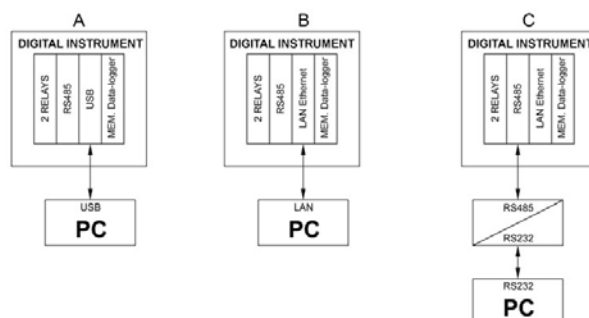 A
DIGITAL INSTRUMENT
2 RELAYS
RS485
USB
MEM. Data-logger
USB
PC
B
DIGITAL INSTRUMENT
2 RELAYS
RS485
LAN Ethernet
MEM. Data-logger
LAN
PC
C
DIGITAL INSTRUMENT
2 RELAYS
RS485
LAN Ethernet
MEM. Data-logger
RS485
RS232
RS232
PC